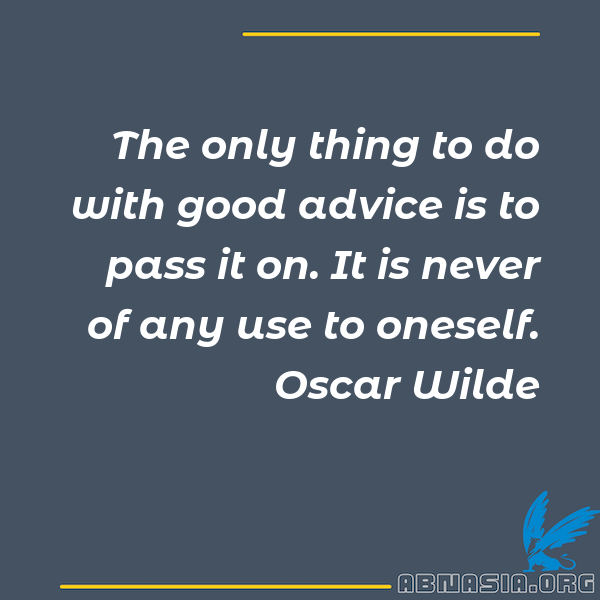 The only thing to do
with good advice is to
pass it on. It is never
of any use to oneself.
Oscar Wilde
ABNASIA.ORG